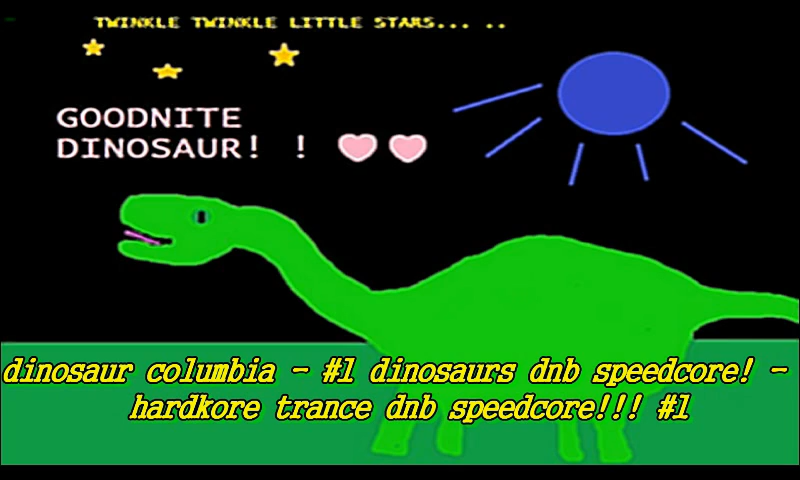 TWINKLE TWINKLE LITTLE STARS... ..
GOODNITE
DINOSAUR! !
dinosaur columbia - #1 dinosaurs dnb speedcore! -
hardkore trance dnb speedcore!!! #1